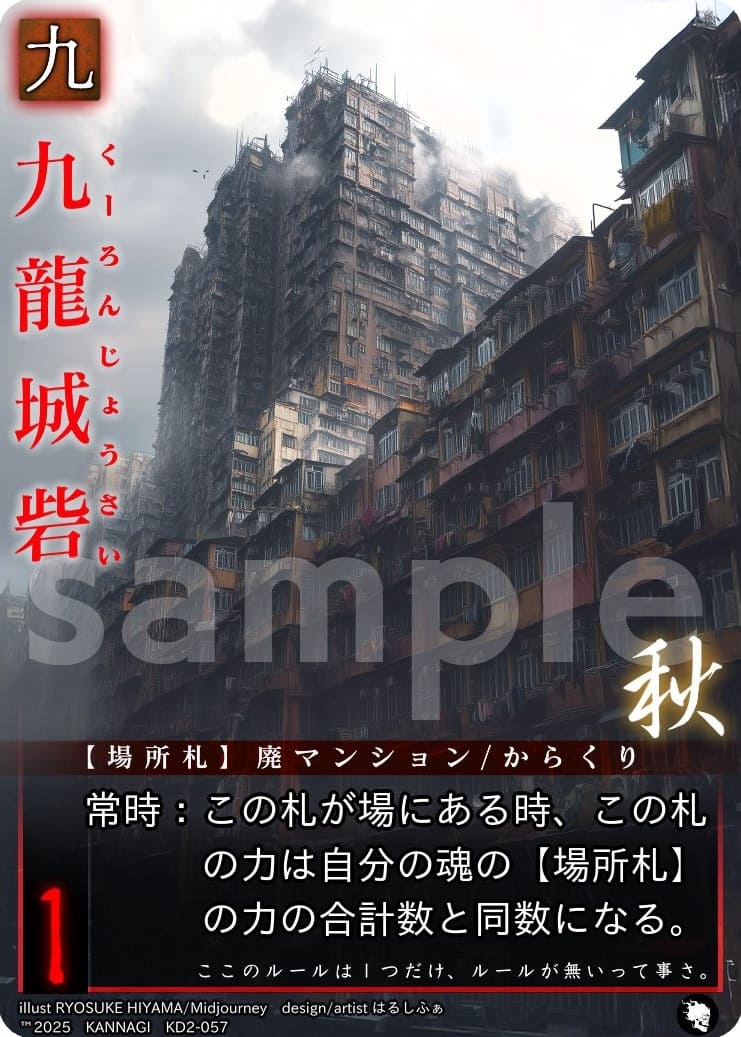 九
九龍城砦
くーろんじょうさい
sample
秋
【場所札】廃マンション/からくり
常時：この札が場にある時、この札
の力は自分の魂の【場所札】
の力の合計数と同数になる。
1
ここのルールは1つだけ、ルールが無いって事さ。
illust RYOSUKE HIYAMA/Midjourney design/artist はるしふぁ
™2025 KANNAGI KD2-057